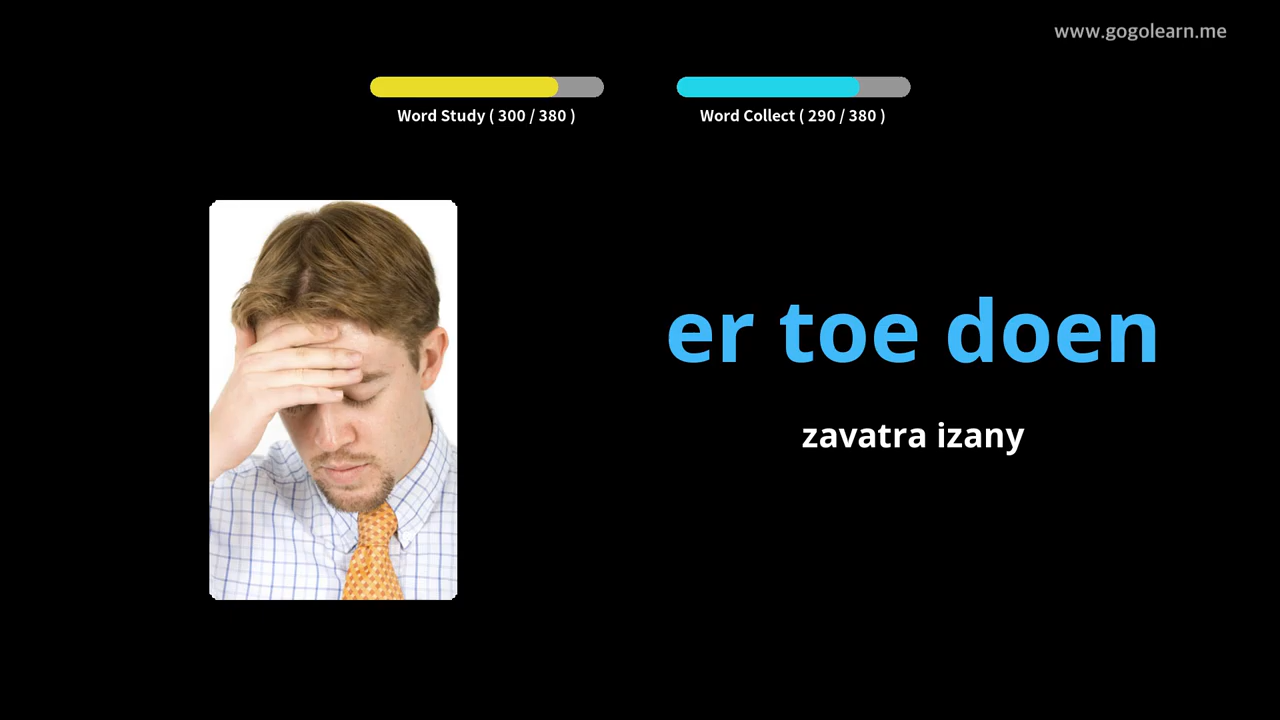 www.gogolearn.me
Word Study ( 300 / 380 )
Word Collect ( 290 / 380 )
er toe doen
zavatra izany